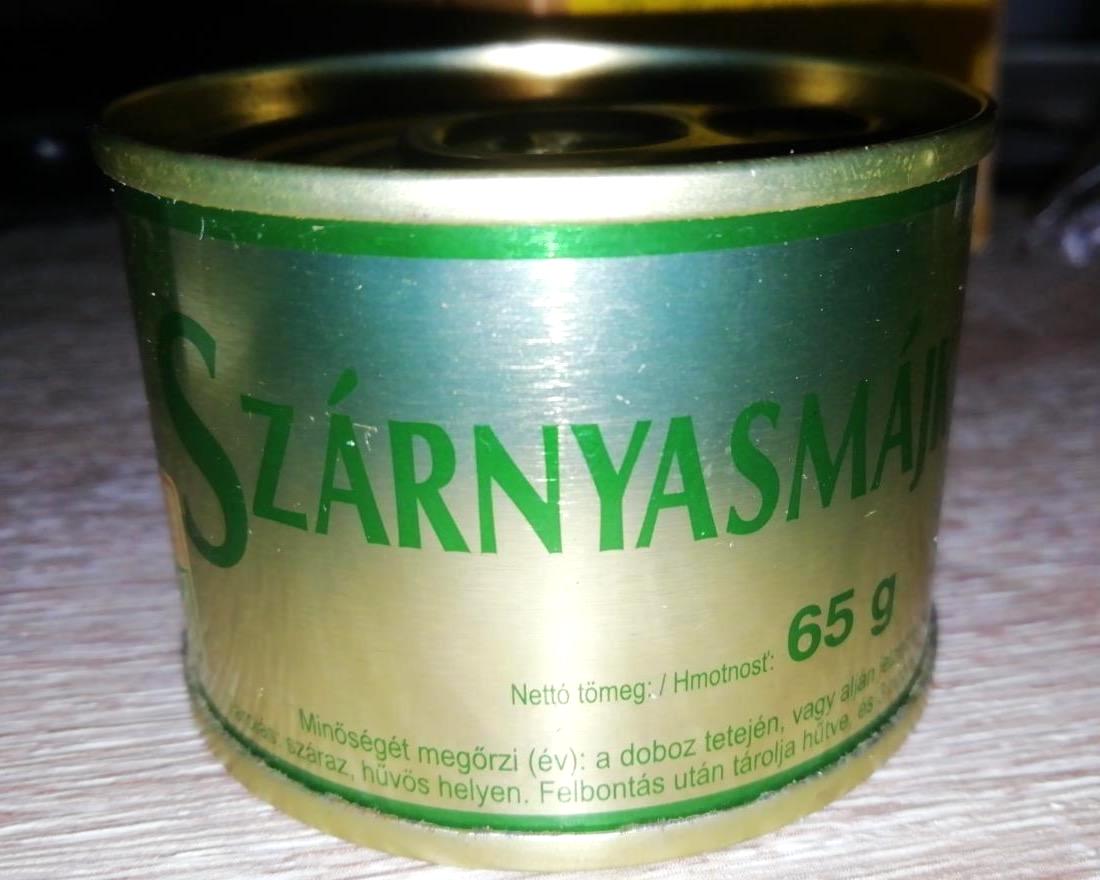 SZÁRNYASMÁJ
Nettó tömeg: / Hmotnosť: 65 g
Minőségét megőrzi (év): a doboz tetején, vagy alján
száraz, hűvös helyen. Felbontás után tárolja hűtve, és